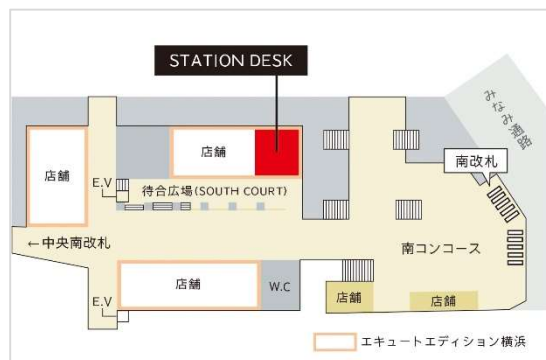 STATION DESK
みなみ通路
南改札
店舗
店舗
E.V
待合広場(SOUTH COURT)
←中央南改札
南コンコース
店舗
W.C
E.V
店舗
店舗
エキュートエディション横浜